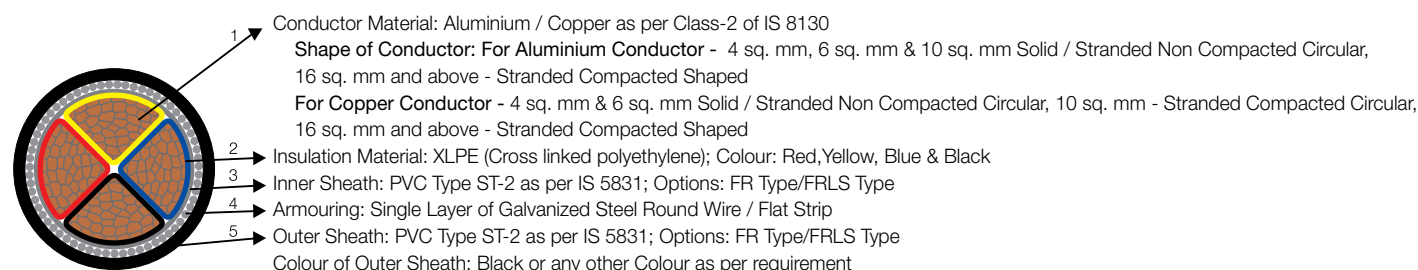 1 Conductor Material: Aluminium / Copper as per Class-2 of IS 8130
Shape of Conductor: For Aluminium Conductor - 4 sq. mm, 6 sq. mm & 10 sq. mm Solid / Stranded Non Compacted Circular,
16 sq. mm and above - Stranded Compacted Shaped
For Copper Conductor - 4 sq. mm & 6 sq. mm Solid / Stranded Non Compacted Circular, 10 sq. mm - Stranded Compacted Circular,
16 sq. mm and above - Stranded Compacted Shaped
2 Insulation Material: XLPE (Cross linked polyethylene); Colour: Red,Yellow, Blue & Black
3 Inner Sheath: PVC Type ST-2 as per IS 5831; Options: FR Type/FRLS Type
4 Armouring: Single Layer of Galvanized Steel Round Wire / Flat Strip
5 Outer Sheath: PVC Type ST-2 as per IS 5831; Options: FR Type/FRLS Type
Colour of Outer Sheath: Black or any other Colour as per requirement